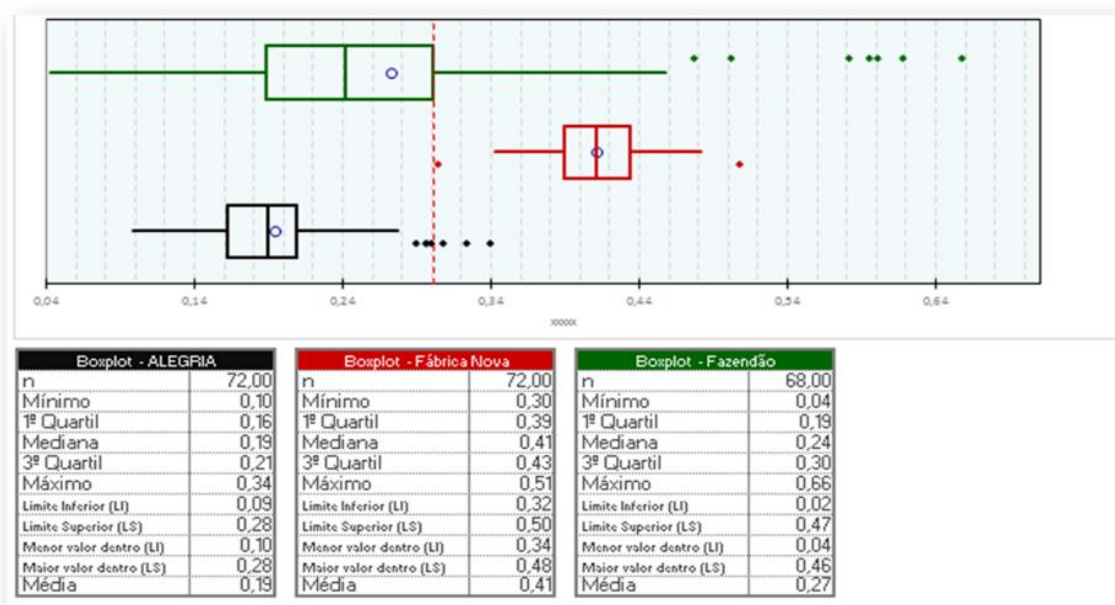 0,04 0,14 0,24 0,34 0,44 0,54 0,64
xxxxx
Boxplot - ALEGRIA
n 72,00
Mínimo 0,10
1º Quartil 0,16
Mediana 0,19
3º Quartil 0,21
Máximo 0,34
Limite Inferior (LI) 0,09
Limite Superior (LS) 0,28
Menor valor dentro (LI) 0,10
Maior valor dentro (LS) 0,28
Média 0,19
Boxplot - Fábrica Nova
n 72,00
Mínimo 0,30
1º Quartil 0,39
Mediana 0,41
3º Quartil 0,43
Máximo 0,51
Limite Inferior (LI) 0,32
Limite Superior (LS) 0,50
Menor valor dentro (LI) 0,34
Maior valor dentro (LS) 0,48
Média 0,41
Boxplot - Fazendão
n 68,00
Mínimo 0,04
1º Quartil 0,19
Mediana 0,24
3º Quartil 0,30
Máximo 0,66
Limite Inferior (LI) 0,02
Limite Superior (LS) 0,47
Menor valor dentro (LI) 0,04
Maior valor dentro (LS) 0,46
Média 0,27